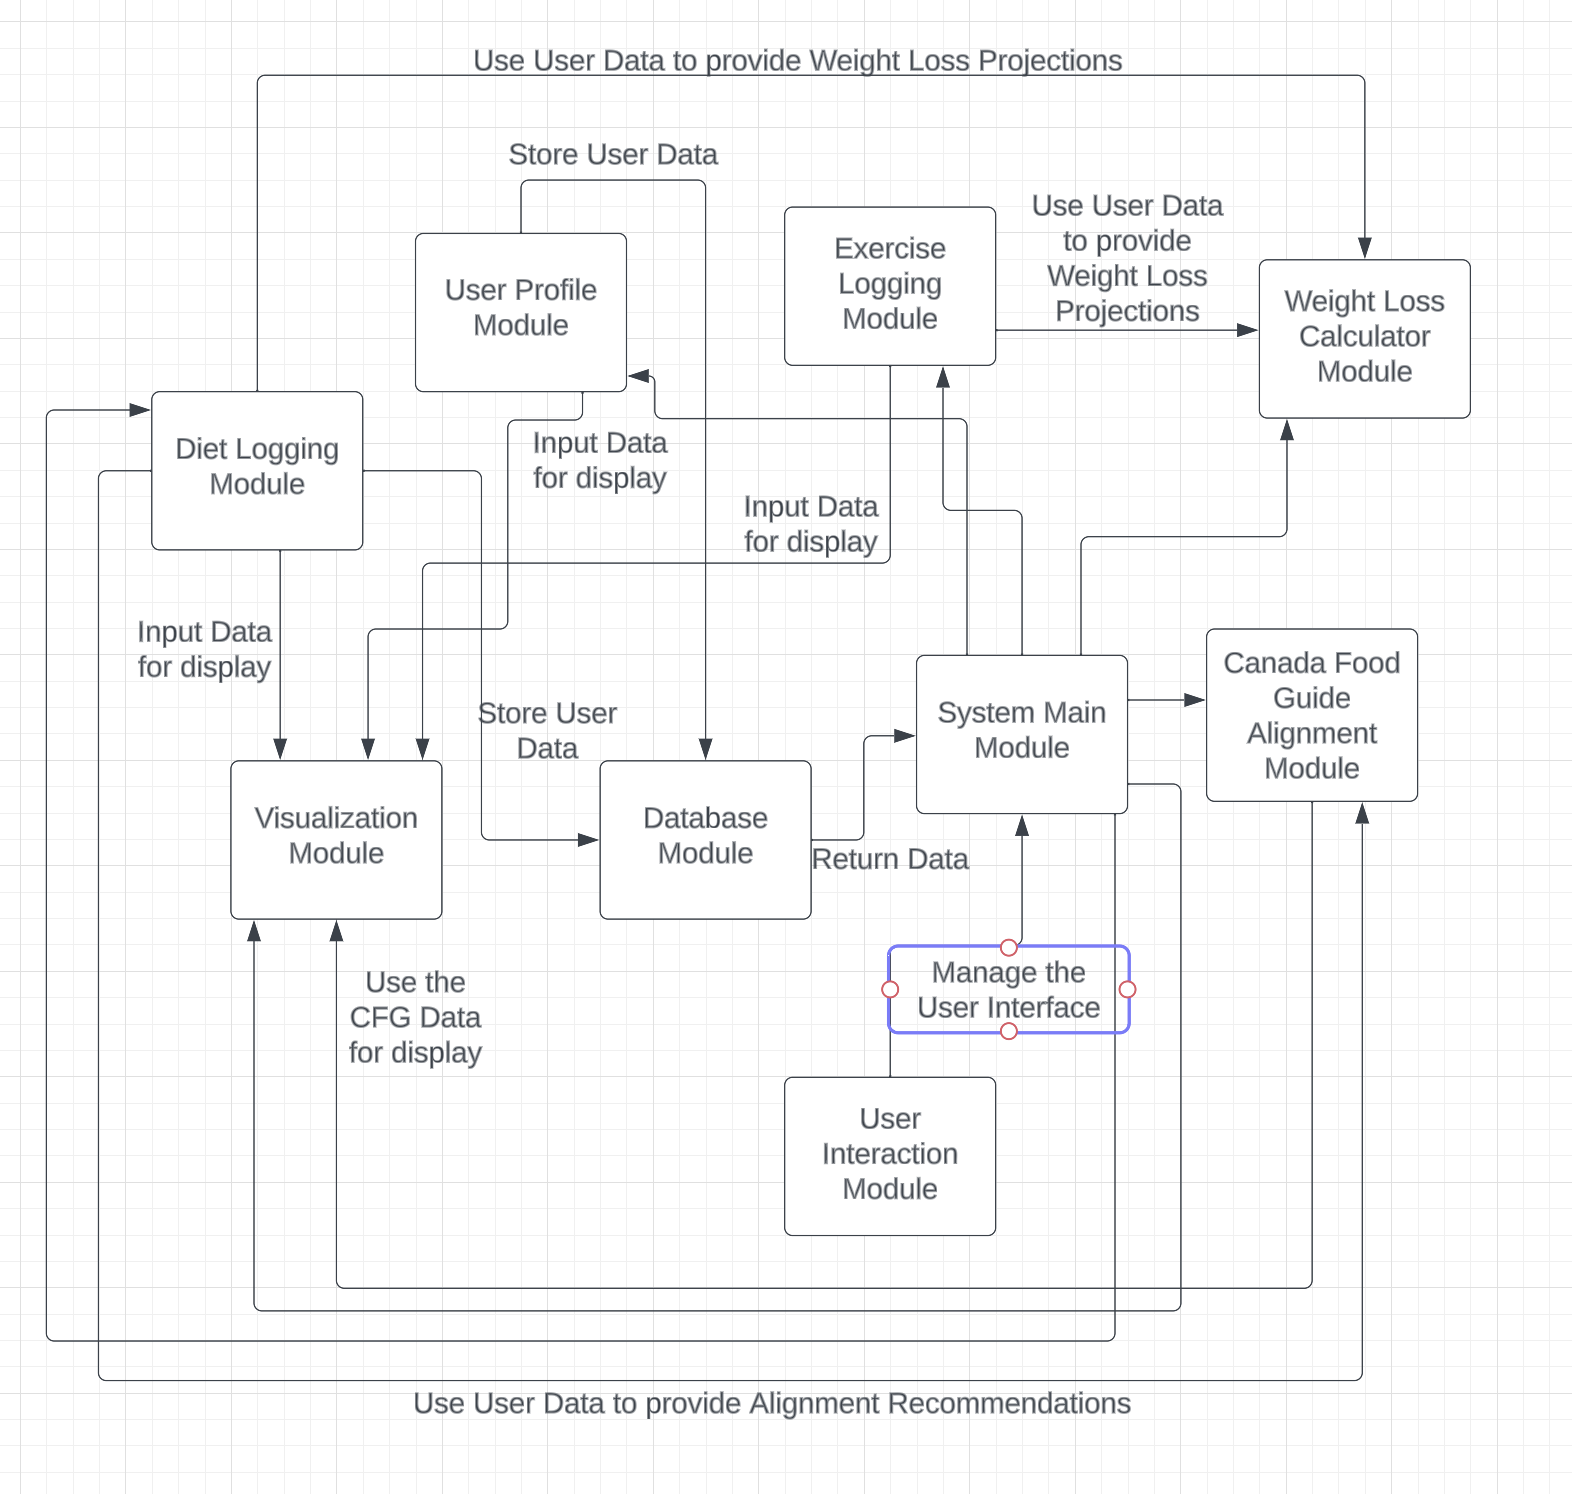 Use User Data to provide Weight Loss Projections
Store User Data
Use User Data
to provide
Weight Loss
Projections
Exercise
Logging
Module
User Profile
Module
Weight Loss
Calculator
Module
Diet Logging
Module
Input Data
for display
Input Data
for display
Input Data
for display
Store User
Data
System Main
Module
Canada Food
Guide
Alignment
Module
Visualization
Module
Database
Module
Return Data
Manage the
User Interface
Use the
CFG Data
for display
User
Interaction
Module
Use User Data to provide Alignment Recommendations